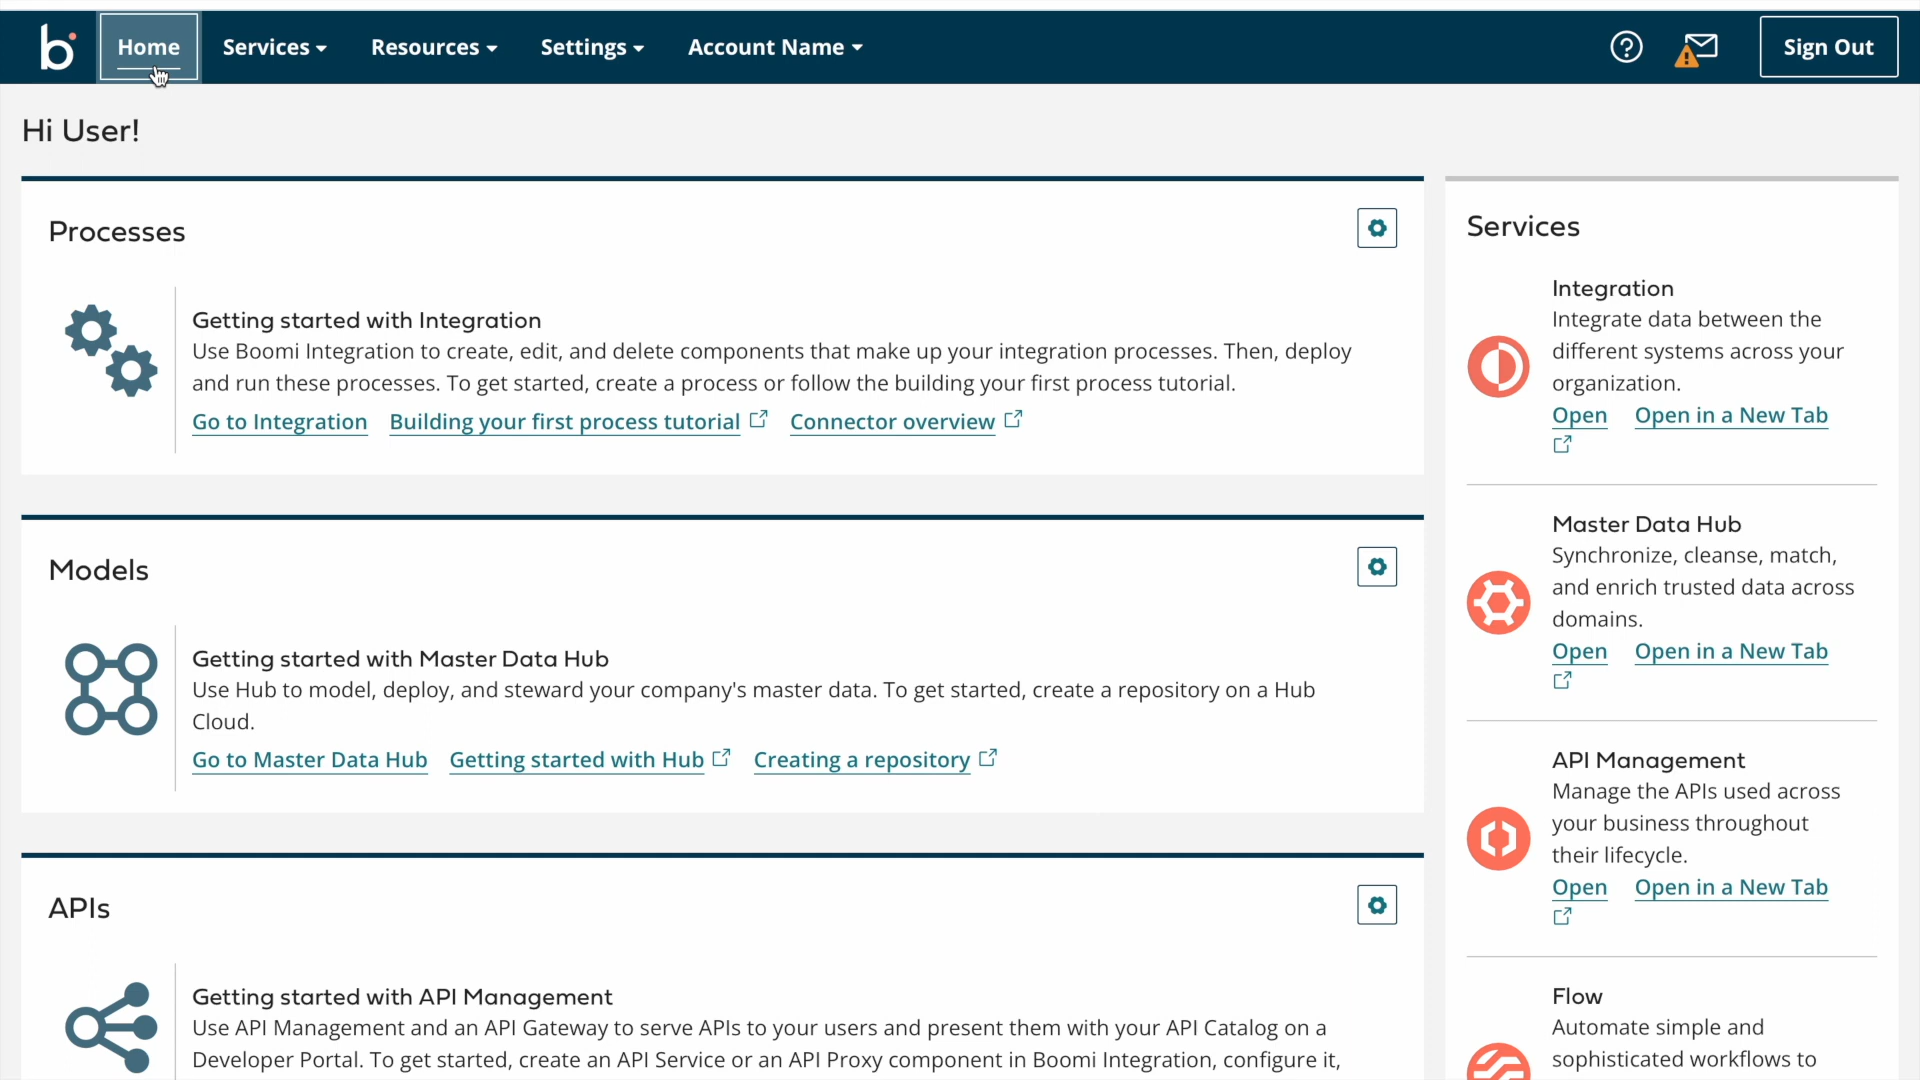 b Home Services Resources Settings Account Name Sign Out
Hi User!
Processes
Getting started with Integration
Use Boomi Integration to create, edit, and delete components that make up your integration processes. Then, deploy
and run these processes. To get started, create a process or follow the building your first process tutorial.
Go to Integration Building your first process tutorial Connector overview
Models
Getting started with Master Data Hub
Use Hub to model, deploy, and steward your company's master data. To get started, create a repository on a Hub
Cloud.
Go to Master Data Hub Getting started with Hub Creating a repository
APIs
Getting started with API Management
Use API Management and an API Gateway to serve APIs to your users and present them with your API Catalog on a
Developer Portal. To get started, create an API Service or an API Proxy component in Boomi Integration, configure it,
Services
Integration
Integrate data between the
different systems across your
organization.
Open Open in a New Tab
Master Data Hub
Synchronize, cleanse, match,
and enrich trusted data across
domains.
Open Open in a New Tab
API Management
Manage the APIs used across
your business throughout
their lifecycle.
Open Open in a New Tab
Flow
Automate simple and
sophisticated workflows to